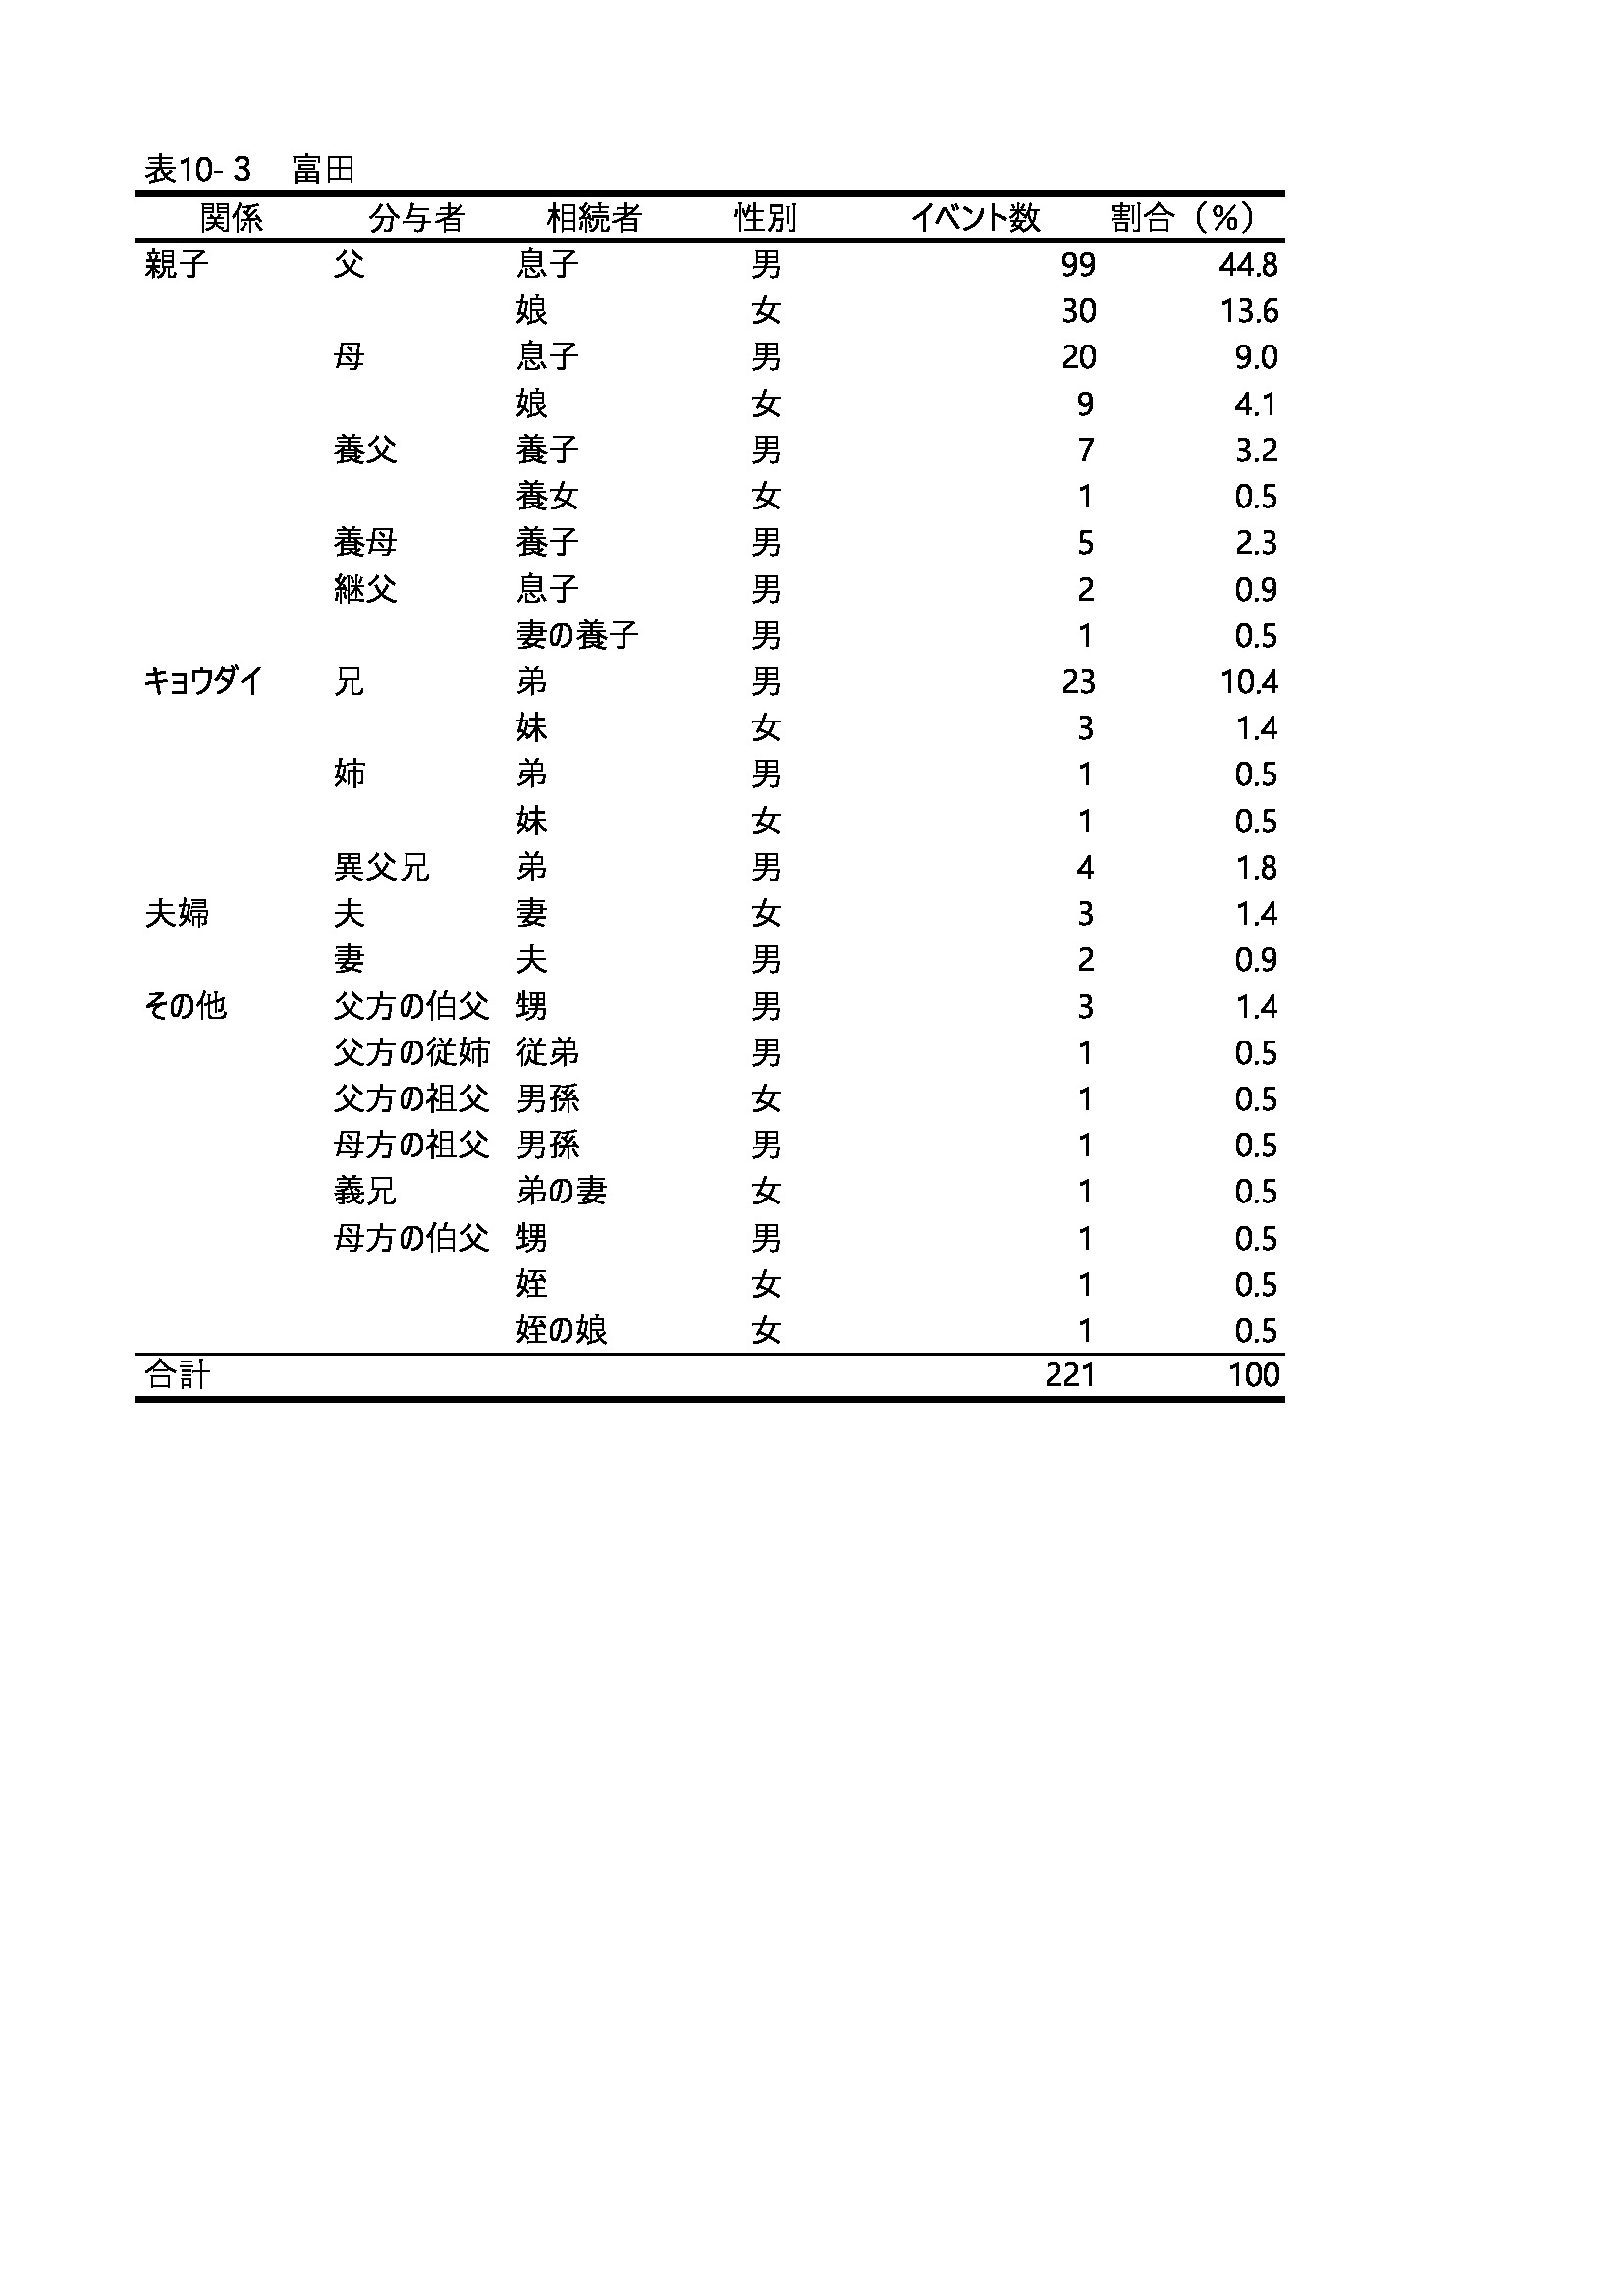 表10-３ 富田
関係 分与者 相続者 性別 イベント数 割合（%）
親子 父 息子 男 99 44.8
娘 女 30 13.6
母 息子 男 20 9.0
娘 女 9 4.1
養父 養子 男 7 3.2
養女 女 1 0.5
養母 養子 男 5 2.3
継父 息子 男 2 0.9
妻の養子 男 1 0.5
キョウダイ 兄 弟 男 23 10.4
妹 女 3 1.4
姉 弟 男 1 0.5
妹 女 1 0.5
異父兄 弟 男 4 1.8
夫婦 夫 妻 女 3 1.4
妻 夫 男 2 0.9
その他 父方の伯父 甥 男 3 1.4
父方の従姉 従弟 男 1 0.5
父方の祖父 男孫 女 1 0.5
母方の祖父 男孫 男 1 0.5
義兄 弟の妻 女 1 0.5
母方の伯父 甥 男 1 0.5
姪 女 1 0.5
姪の娘 女 1 0.5
合計 221 100